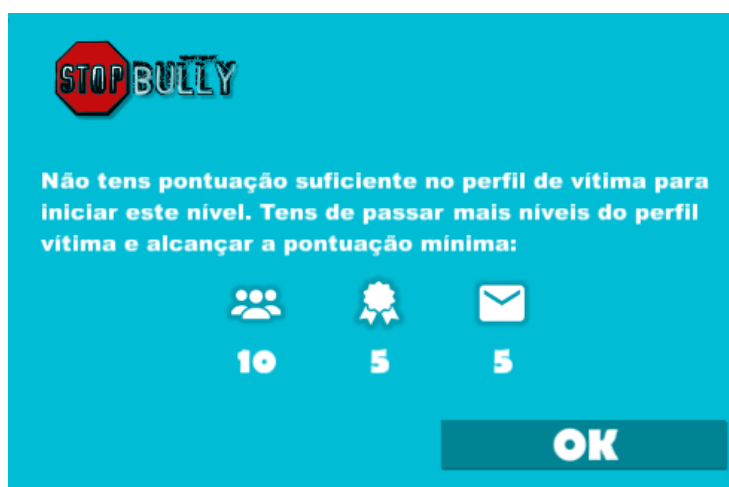 STOP BULLY
Não tens pontuação suficiente no perfil de vítima para
iniciar este nível. Tens de passar mais níveis do perfil
vítima e alcançar a pontuação mínima:
10 5 5
OK